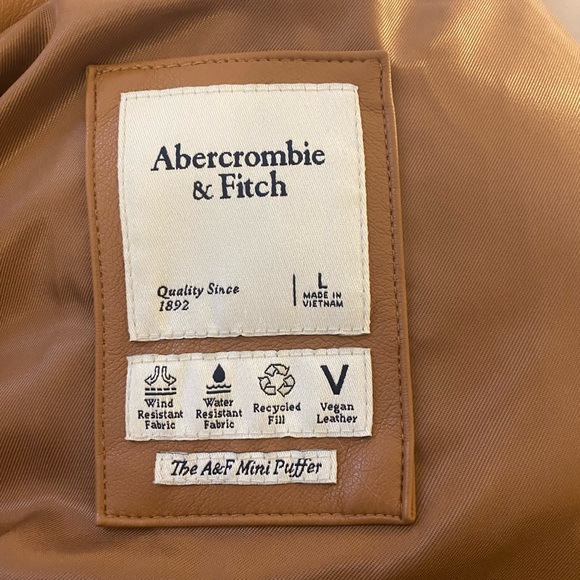 Abercrombie
& Fitch
Quality Since
1892
L
MADE IN
VIETNAM
Wind
Resistant
Fabric
Water
Resistant
Fabric
Recycled
Fill
V
Vegan
Leather
The A&F Mini Puffer